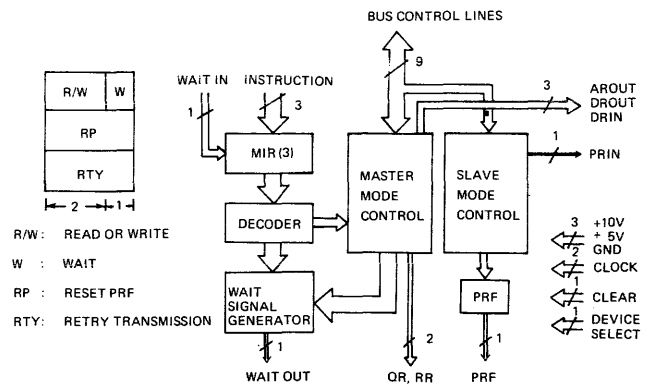 BUS CONTROL LINES
9
R/W W
RP
RTY
2 1
R/W: READ OR WRITE
W : WAIT
RP : RESET PRF
RTY: RETRY TRANSMISSION
WAIT IN INSTRUCTION
1 3
MIR (3)
DECODER
WAIT
SIGNAL
GENERATOR
1
WAIT OUT
MASTER
MODE
CONTROL
2
QR, RR
SLAVE
MODE
CONTROL
PRF
1
PRF
3 AROUT
DROUT
DRIN
1
PRIN
3 +10V
+ 5V
GND
2
CLOCK
1
CLEAR
1
DEVICE
SELECT